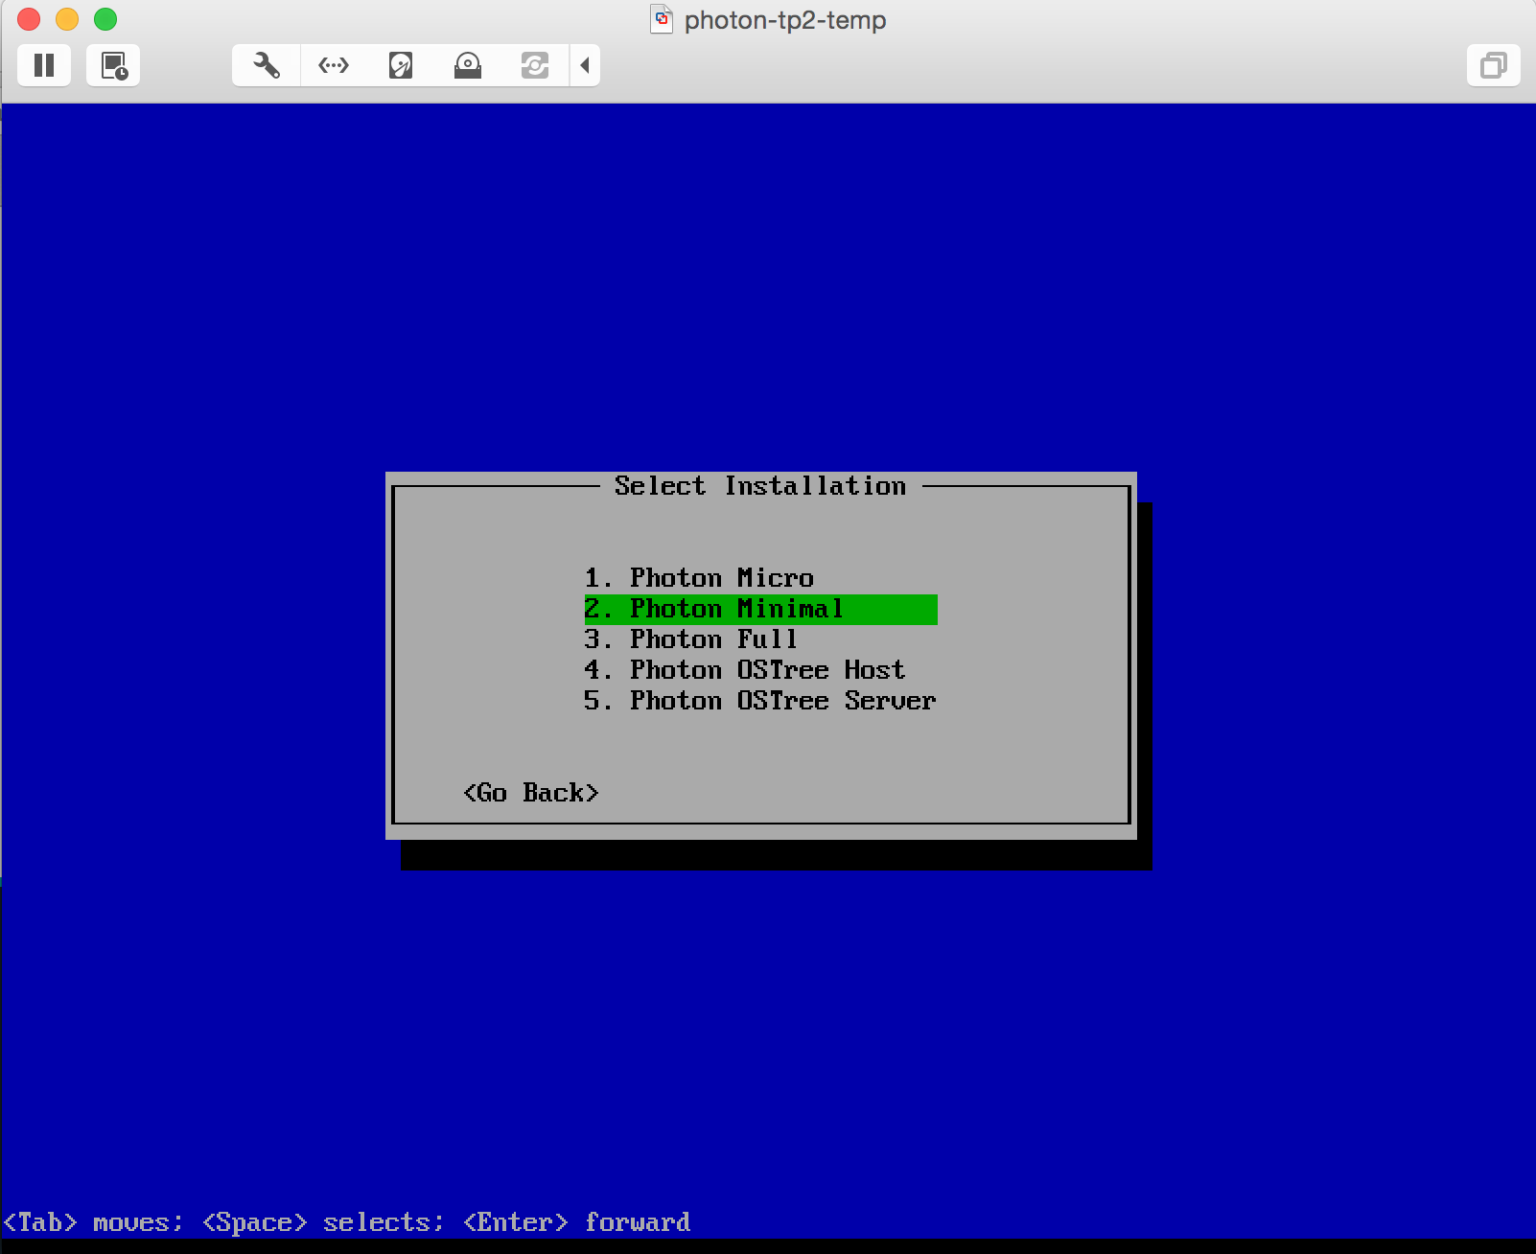 photon-tp2-temp
Select Installation
1. Photon Micro
2. Photon Minimal
3. Photon Full
4. Photon OSTree Host
5. Photon OSTree Server
<Go Back>
<Tab> moves; <Space> selects; <Enter> forward